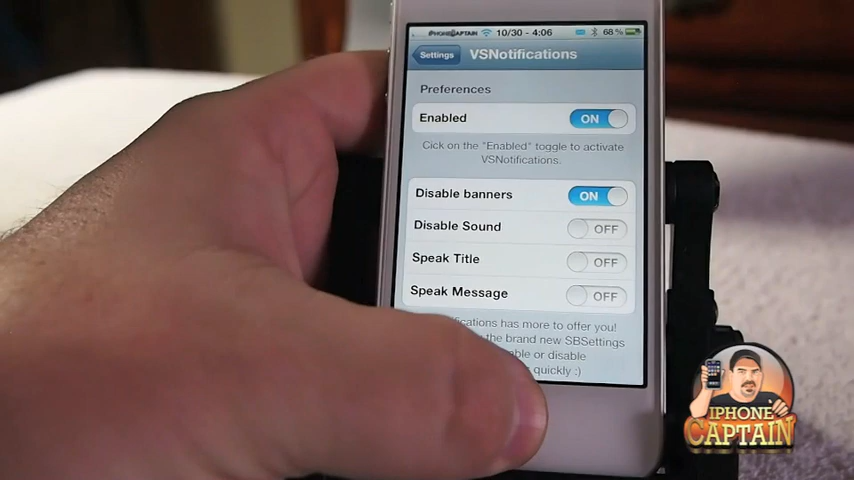 iPHONECAPTAIN 10/30 - 4:06 68%
Settings VSNotifications
Preferences
Enabled ON
Click on the "Enabled" toggle to activate
VSNotifications.
Disable banners ON
Disable Sound OFF
Speak Title OFF
Speak Message OFF
ications has more to offer you!
the brand new SBSettings
able or disable
quickly :)
IPHONE
CAPTAIN